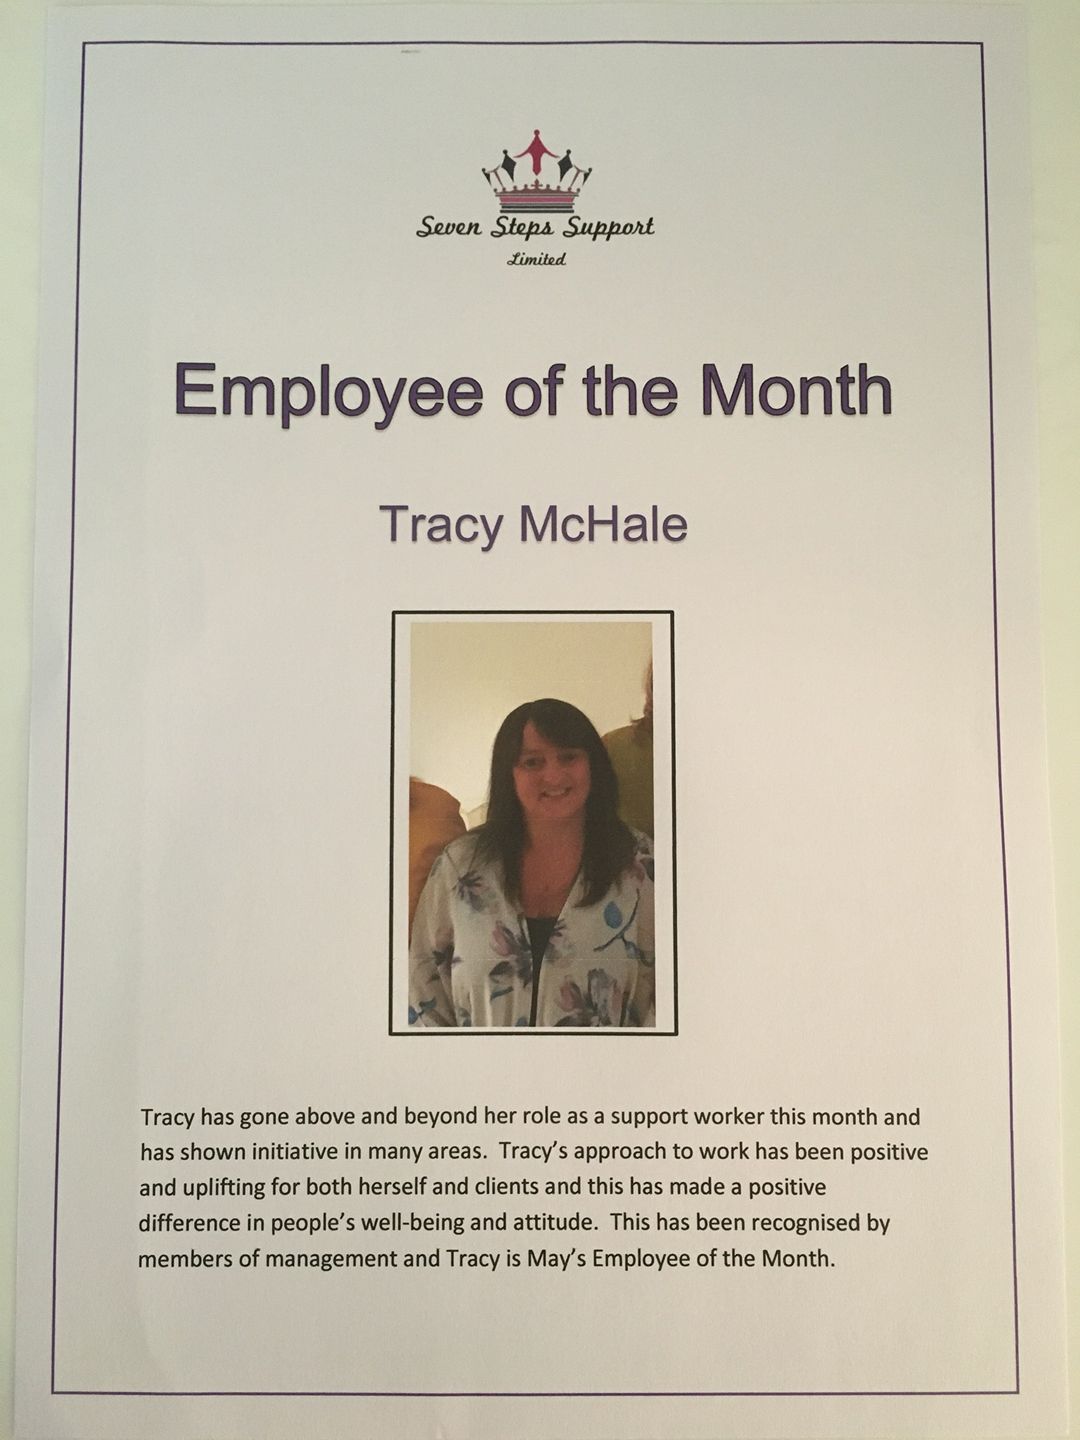 Seven Steps Support
Limited
Employee of the Month
Tracy McHale
Tracy has gone above and beyond her role as a support worker this month and
has shown initiative in many areas.  Tracy’s approach to work has been positive
and uplifting for both herself and clients and this has made a positive
difference in people’s well-being and attitude.  This has been recognised by
members of management and Tracy is May’s Employee of the Month.